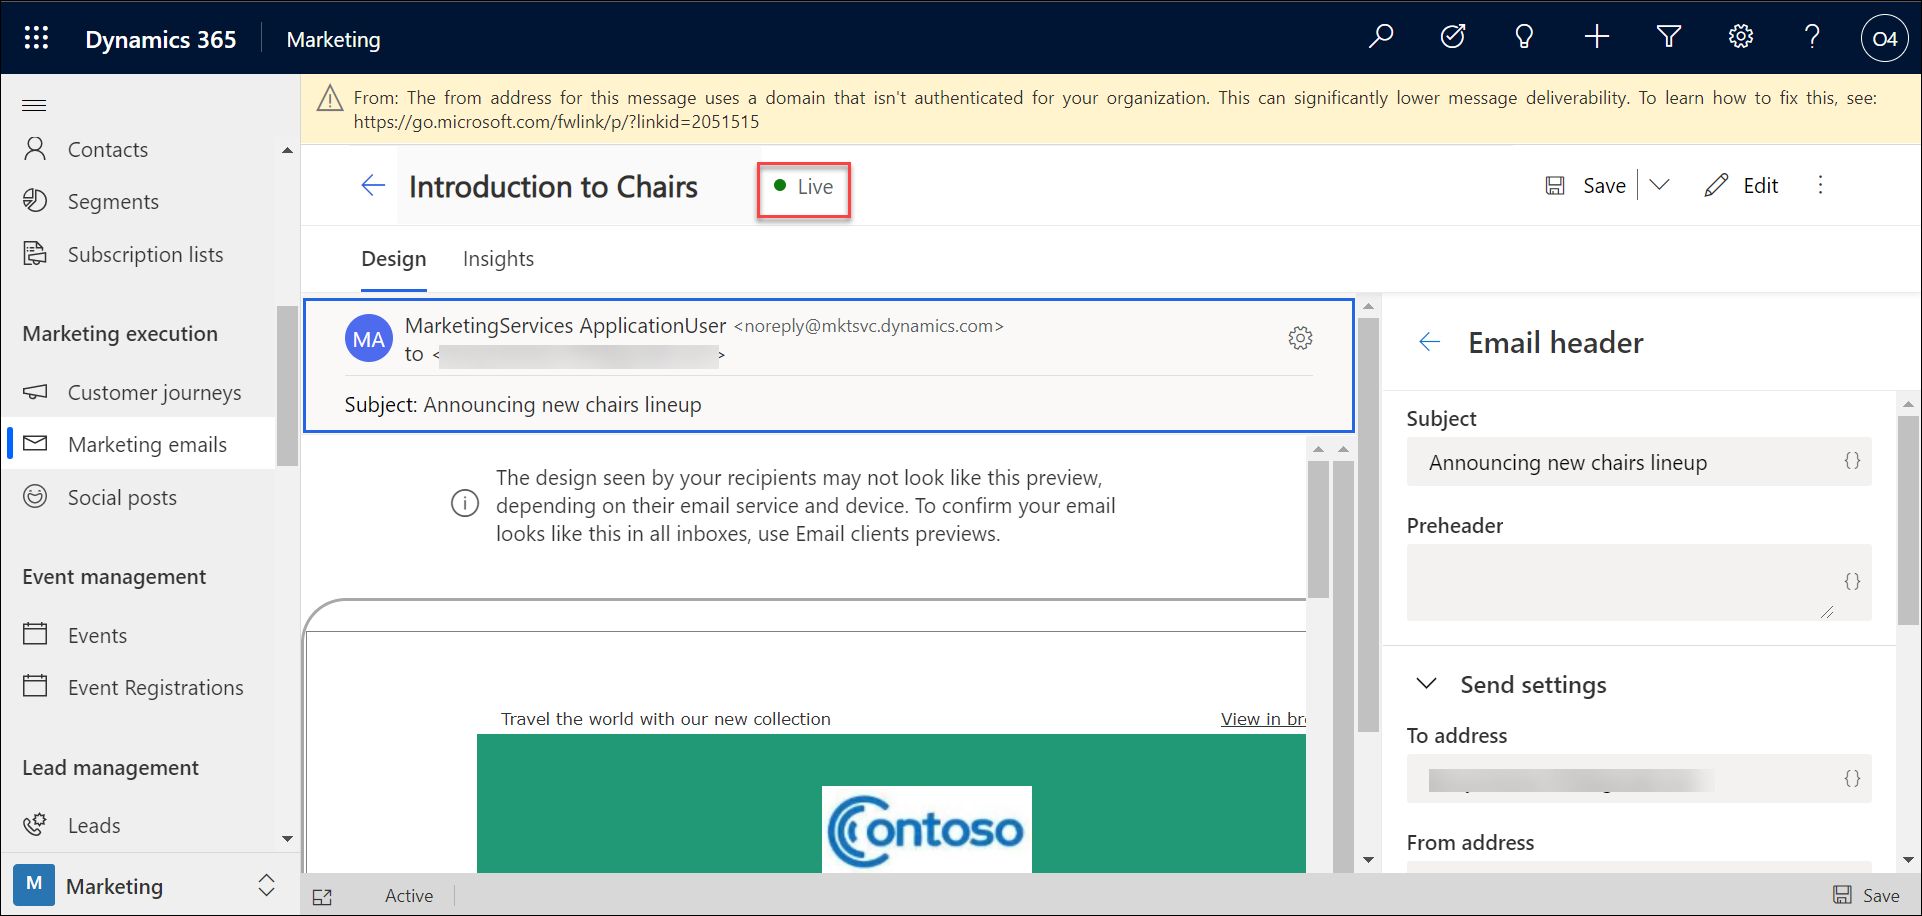 Dynamics 365
Marketing
O4
From: The from address for this message uses a domain that isn't authenticated for your organization. This can significantly lower message deliverability. To learn how to fix this, see:
https://go.microsoft.com/fwlink/p/?linkid=2051515
Contacts
Segments
Subscription lists
Marketing execution
Customer journeys
Marketing emails
Social posts
Event management
Events
Event Registrations
Lead management
Leads
M
Marketing
Introduction to Chairs
Live
Save
Edit
Design
Insights
MA
MarketingServices ApplicationUser <noreply@mktsvc.dynamics.com>
to < >
Subject: Announcing new chairs lineup
The design seen by your recipients may not look like this preview,
depending on their email service and device. To confirm your email
looks like this in all inboxes, use Email clients previews.
Travel the world with our new collection
View in br
Contoso
Email header
Subject
Announcing new chairs lineup
{}
Preheader
{}
Send settings
To address
{}
From address
Active
Save